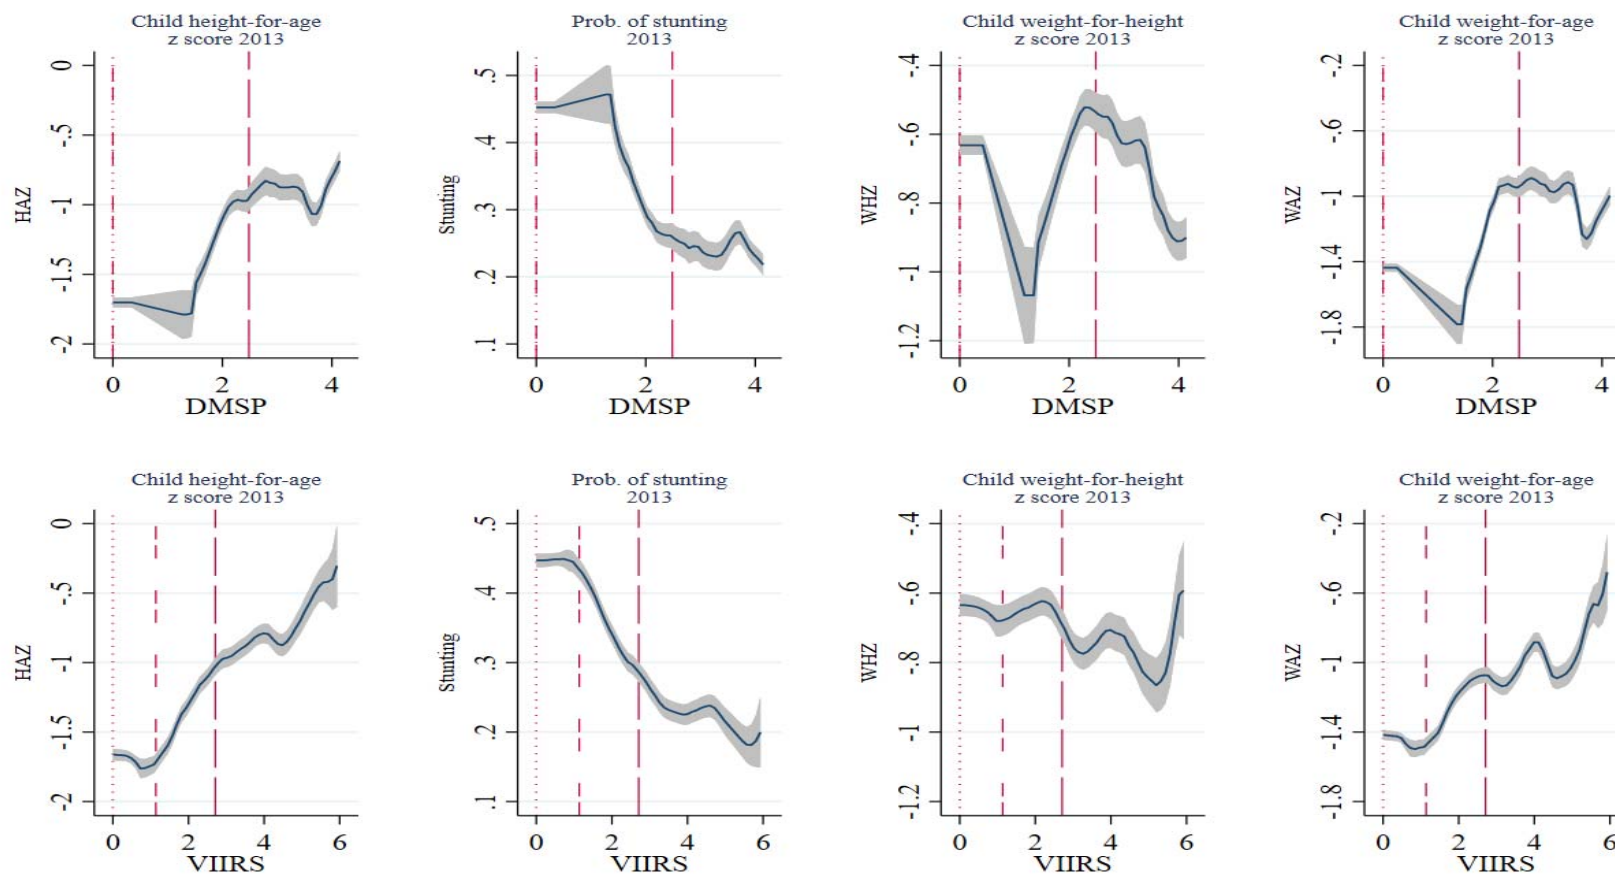 Child height-for-age
z score 2013
HAZ
0
-.5
-1
-1.5
-2
0 2 4
DMSP
Prob. of stunting
2013
Stunting
.5
.4
.3
.2
.1
0 2 4
DMSP
Child weight-for-height
z score 2013
WHZ
-.4
-.6
-.8
-1
-1.2
0 2 4
DMSP
Child weight-for-age
z score 2013
WAZ
-.2
-.6
-1
-1.4
-1.8
0 2 4
DMSP
Child height-for-age
z score 2013
HAZ
0
-.5
-1
-1.5
-2
0 2 4 6
VIIRS
Prob. of stunting
2013
Stunting
.5
.4
.3
.2
.1
0 2 4 6
VIIRS
Child weight-for-height
z score 2013
WHZ
-.4
-.6
-.8
-1
-1.2
0 2 4 6
VIIRS
Child weight-for-age
z score 2013
WAZ
-.2
-.6
-1
-1.4
-1.8
0 2 4 6
VIIRS